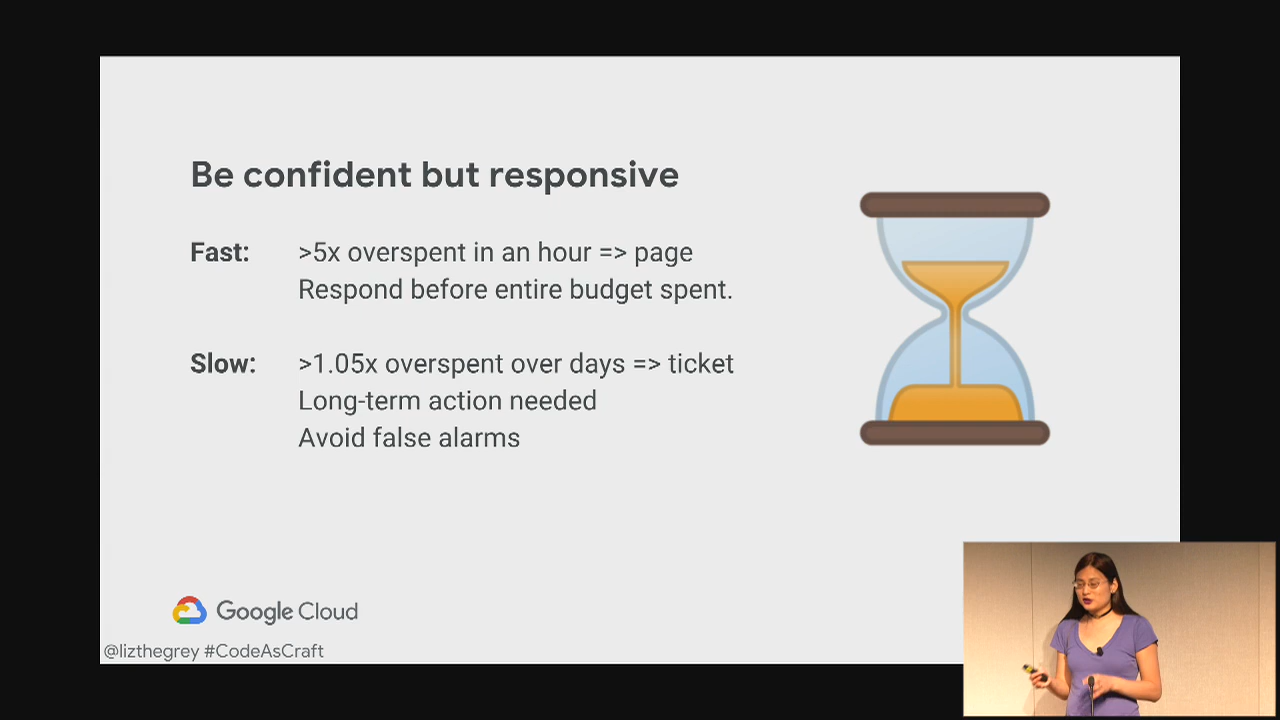 Be confident but responsive
Fast: >5x overspent in an hour => page
Respond before entire budget spent.
Slow: >1.05x overspent over days => ticket
Long-term action needed
Avoid false alarms
Google Cloud
@lizthegrey #CodeAsCraft